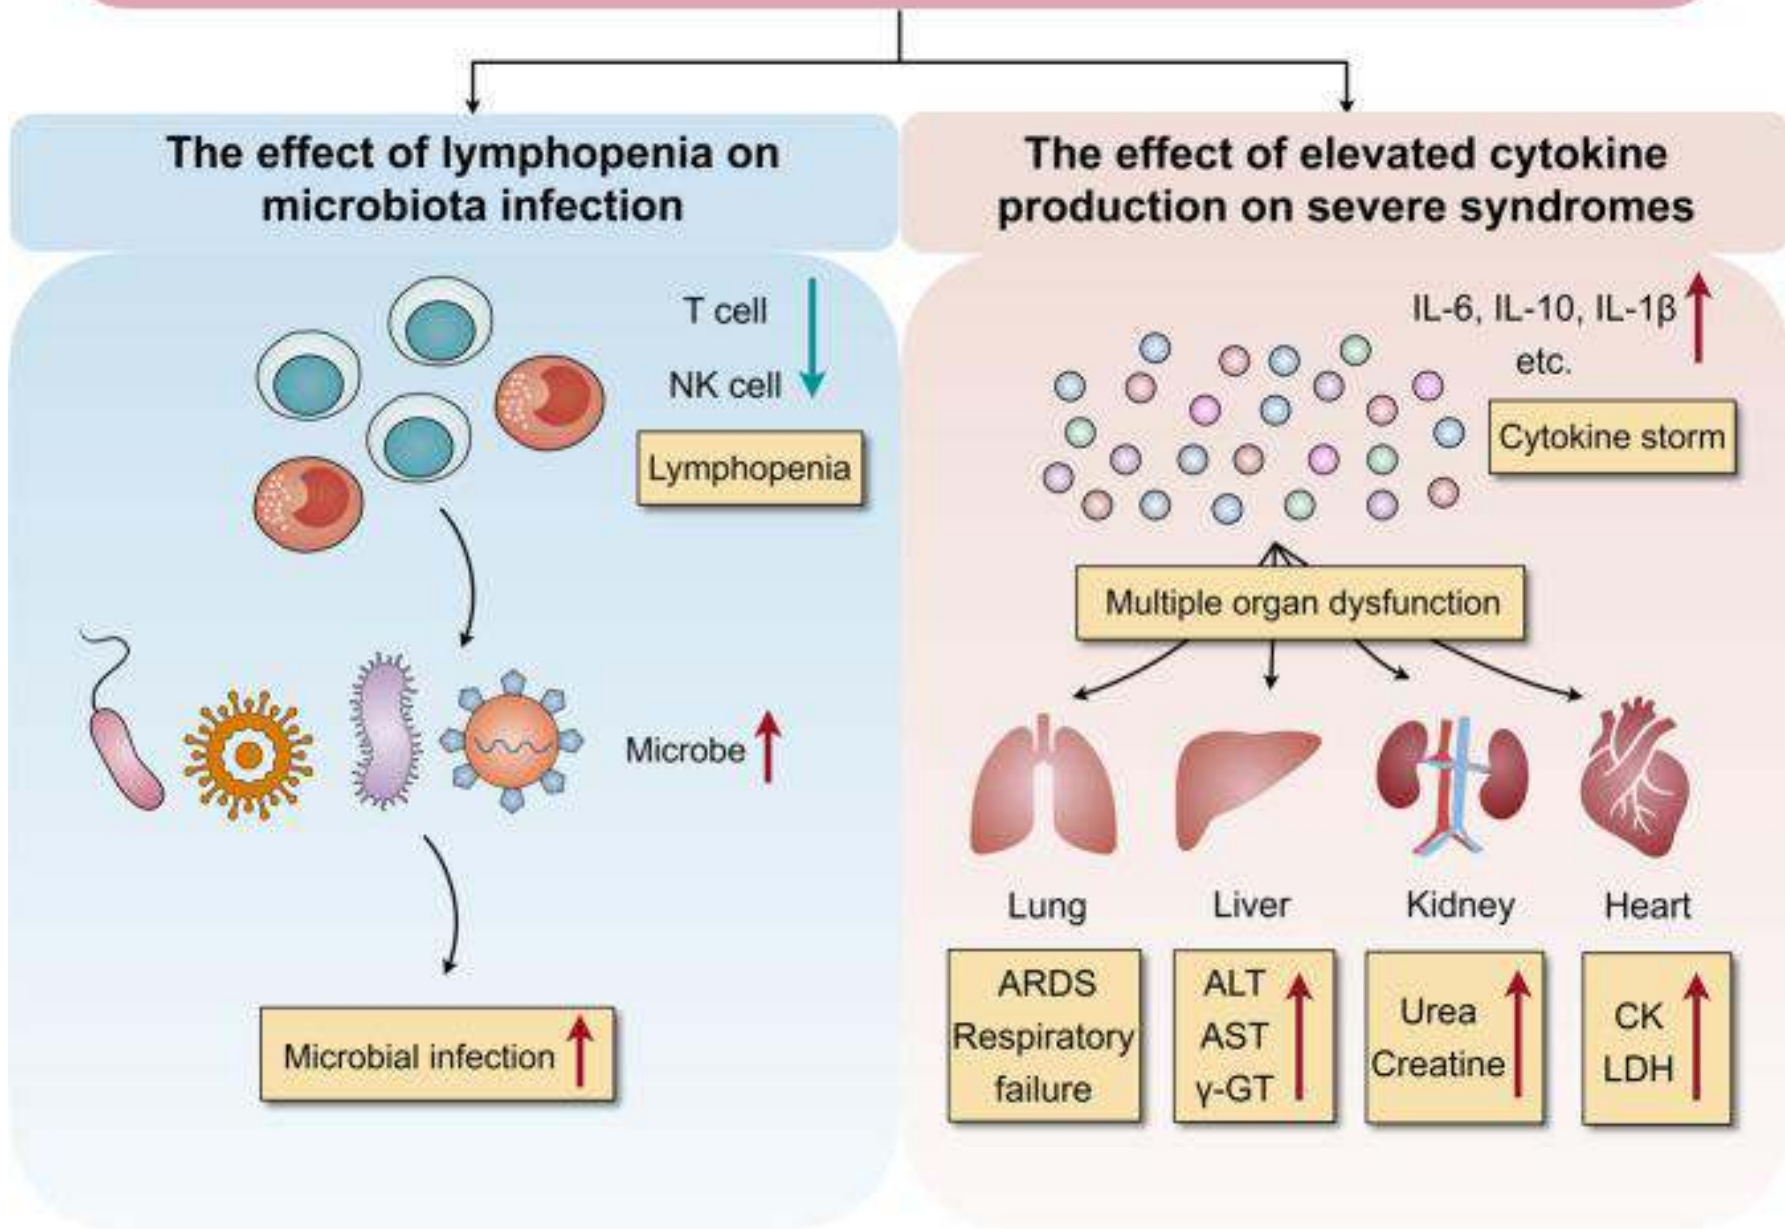 The effect of lymphopenia on
microbiota infection
T cell
NK cell
Lymphopenia
Microbe
Microbial infection
The effect of elevated cytokine
production on severe syndromes
IL-6, IL-10, IL-1β
etc.
Cytokine storm
Multiple organ dysfunction
Lung
Liver
Kidney
Heart
ARDS
Respiratory
failure
ALT
AST
γ-GT
Urea
Creatine
CK
LDH